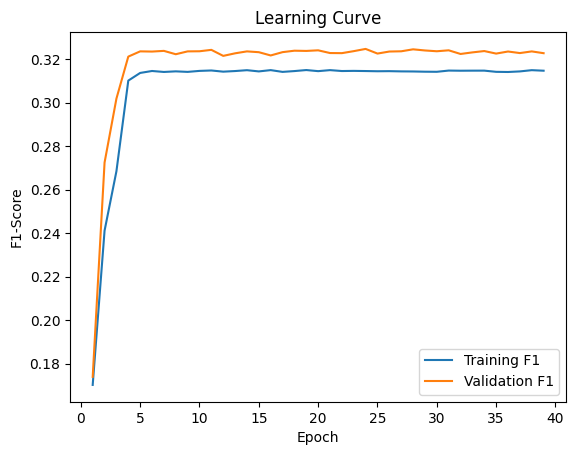 Learning Curve
F1-Score
0.32
0.30
0.28
0.26
0.24
0.22
0.20
0.18
0 5 10 15 20 25 30 35 40
Epoch
Training F1
Validation F1